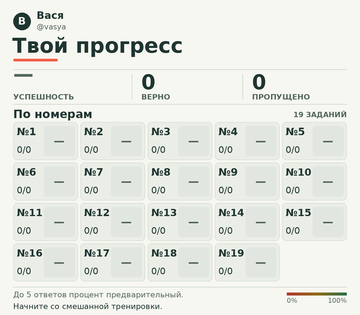 В
Вася
@vasya
Твой прогресс
— 0 0
УСПЕШНОСТЬ ВЕРНО ПРОПУЩЕНО
По номерам 19 ЗАДАНИЙ
№1 — №2 — №3 — №4 — №5 —
0/0 0/0 0/0 0/0 0/0
№6 — №7 — №8 — №9 — №10 —
0/0 0/0 0/0 0/0 0/0
№11 — №12 — №13 — №14 — №15 —
0/0 0/0 0/0 0/0 0/0
№16 — №17 — №18 — №19 —
0/0 0/0 0/0 0/0
До 5 ответов процент предварительный.
Начните со смешанной тренировки.
0% 100%